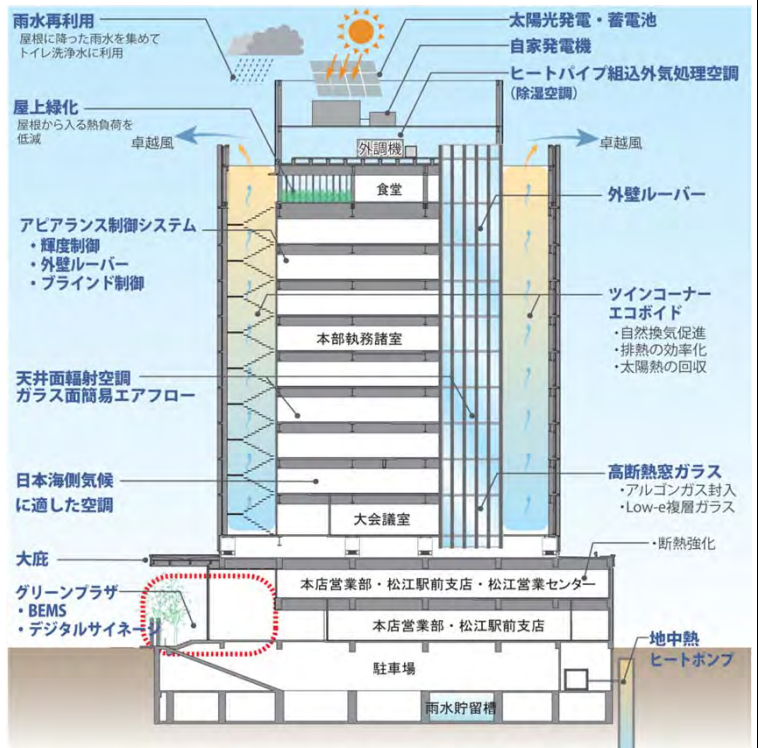 雨水再利用
屋根に降った雨水を集めて
トイレ洗浄水に利用
太陽光発電・蓄電池
自家発電機
ヒートパイプ組込外気処理空調
（除湿空調）
屋上緑化
屋根から入る熱負荷を
低減
卓越風
外調機
卓越風
食堂
外壁ルーバー
アピアランス制御システム
・輝度制御
・外壁ルーバー
・ブラインド制御
ツインコーナー
エコボイド
・自然換気促進
・排熱の効率化
・太陽熱の回収
本部執務諸室
天井面輻射空調
ガラス面簡易エアフロー
日本海側気候
に適した空調
高断熱窓ガラス
・アルゴンガス封入
・Low-e複層ガラス
大会議室
・断熱強化
大庇
本店営業部・松江駅前支店・松江営業センター
グリーンプラザ
・BEMS
・デジタルサイネージ
本店営業部・松江駅前支店
地中熱
ヒートポンプ
駐車場
雨水貯留槽